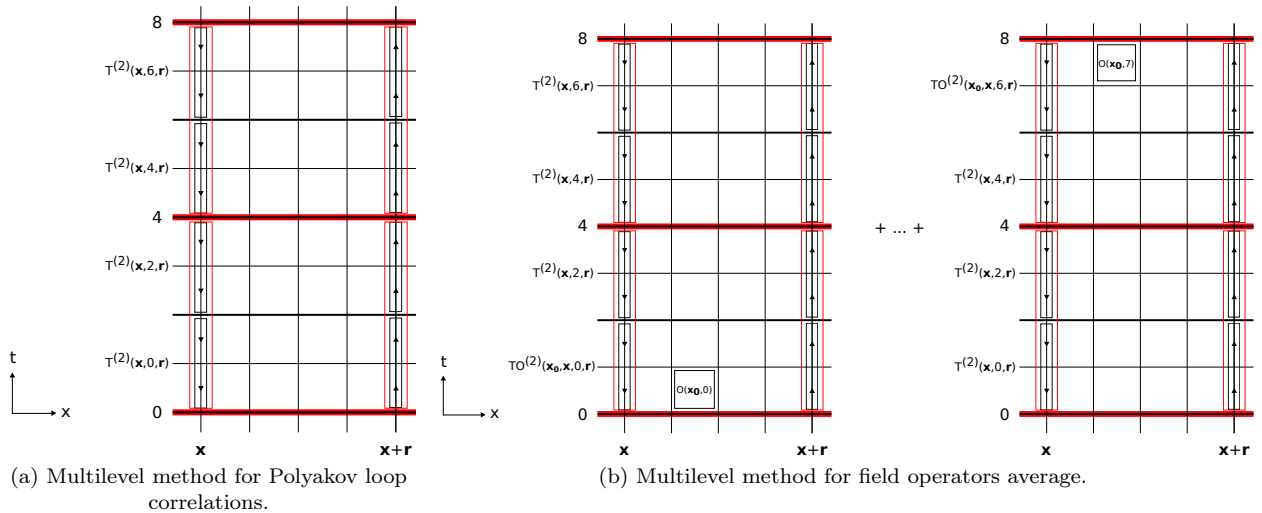 8
T(2)(x,6,r)
T(2)(x,4,r)
4
T(2)(x,2,r)
T(2)(x,0,r)
0
t
x
x
x+r
(a) Multilevel method for Polyakov loop
correlations.
8
T(2)(x,6,r)
T(2)(x,4,r)
4
T(2)(x,2,r)
TO(2)(x0,x,0,r)
O(x0,0)
0
t
x
x
x+r
+ ... +
8
O(x0,7)
TO(2)(x0,x,6,r)
T(2)(x,4,r)
4
T(2)(x,2,r)
T(2)(x,0,r)
0
x
x+r
(b) Multilevel method for field operators average.